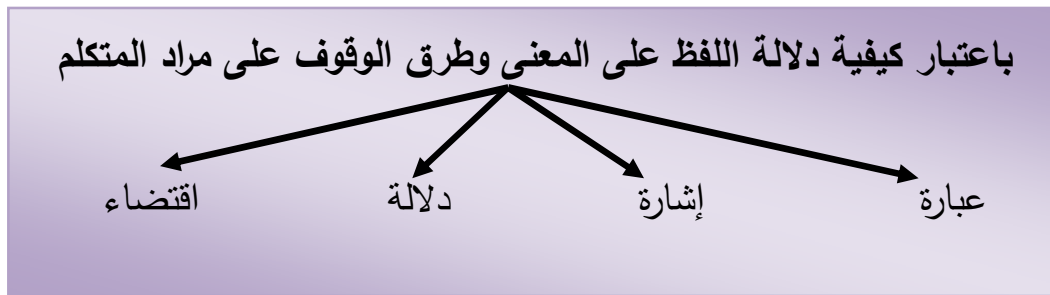 باعتبار كيفية دلالة اللفظ على المعنى وطرق الوقوف على مراد المتكلم
عبارة إشارة دلالة اقتضاء